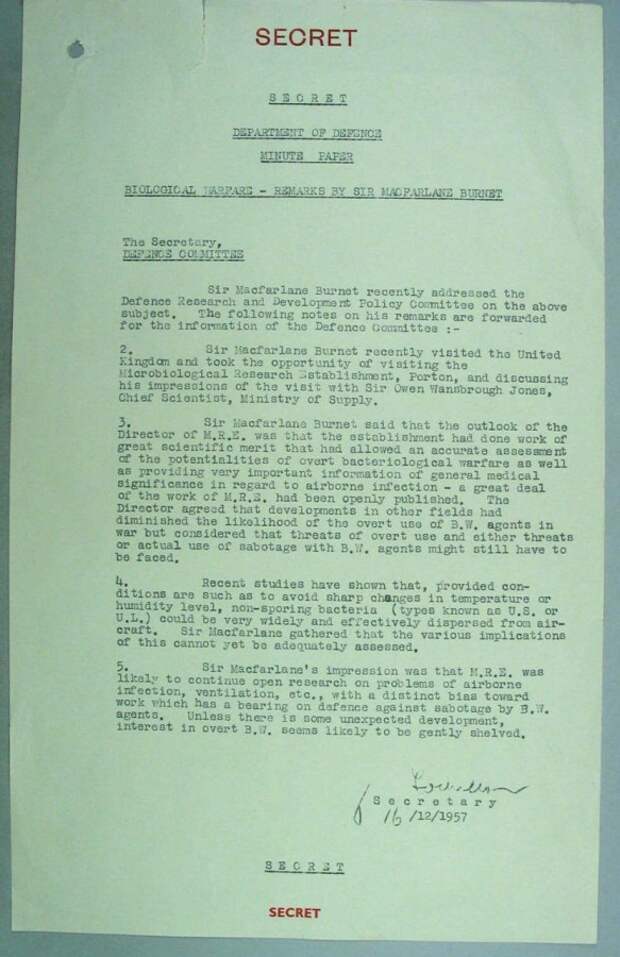 SECRET
S E C R E T
DEPARTMENT OF DEFENCE
MINUTE PAPER
BIOLOGICAL WARFARE - REMARKS BY SIR MACFARLANE BURNET
The Secretary,
DEFENCE COMMITTEE
Sir Macfarlane Burnet recently addressed the
Defence Research and Development Policy Committee on the above
subject. The following notes on his remarks are forwarded
for the information of the Defence Committee :-
2. Sir Macfarlane Burnet recently visited the United
Kingdom and took the opportunity of visiting the
Microbiological Research Establishment, Porton, and discussing
his impressions of the visit with Sir Owen Wansbrough Jones,
Chief Scientist, Ministry of Supply.
3. Sir Macfarlane Burnet said that the outlook of the
Director of M.R.E. was that the establishment had done work of
great scientific merit that had allowed an accurate assessment
of the potentialities of overt bacteriological warfare as well
as providing very important information of general medical
significance in regard to airborne infection - a great deal
of the work of M.R.E. had been openly published. The
Director agreed that developments in other fields had
diminished the likelihood of the overt use of B.W. agents in
war but considered that threats of overt use and either threats
or actual use of sabotage with B.W. agents might still have to
be faced.
4. Recent studies have shown that, provided con-
ditions are such as to avoid sharp changes in temperature or
humidity level, non-sporing bacteria (types known as U.S. or
U.L.) could be very widely and effectively dispersed from air-
craft. Sir Macfarlane gathered that the various implications
of this cannot yet be adequately assessed.
5. Sir Macfarlane's impression was that M.R.E. was
likely to continue open research on problems of airborne
infection, ventilation, etc., with a distinct bias toward
work which has a bearing on defence against sabotage by B.W.
agents. Unless there is some unexpected development,
interest in overt B.W. seems likely to be gently shelved.
S e c r e t a r y
16/12/1957
S E C R E T
SECRET